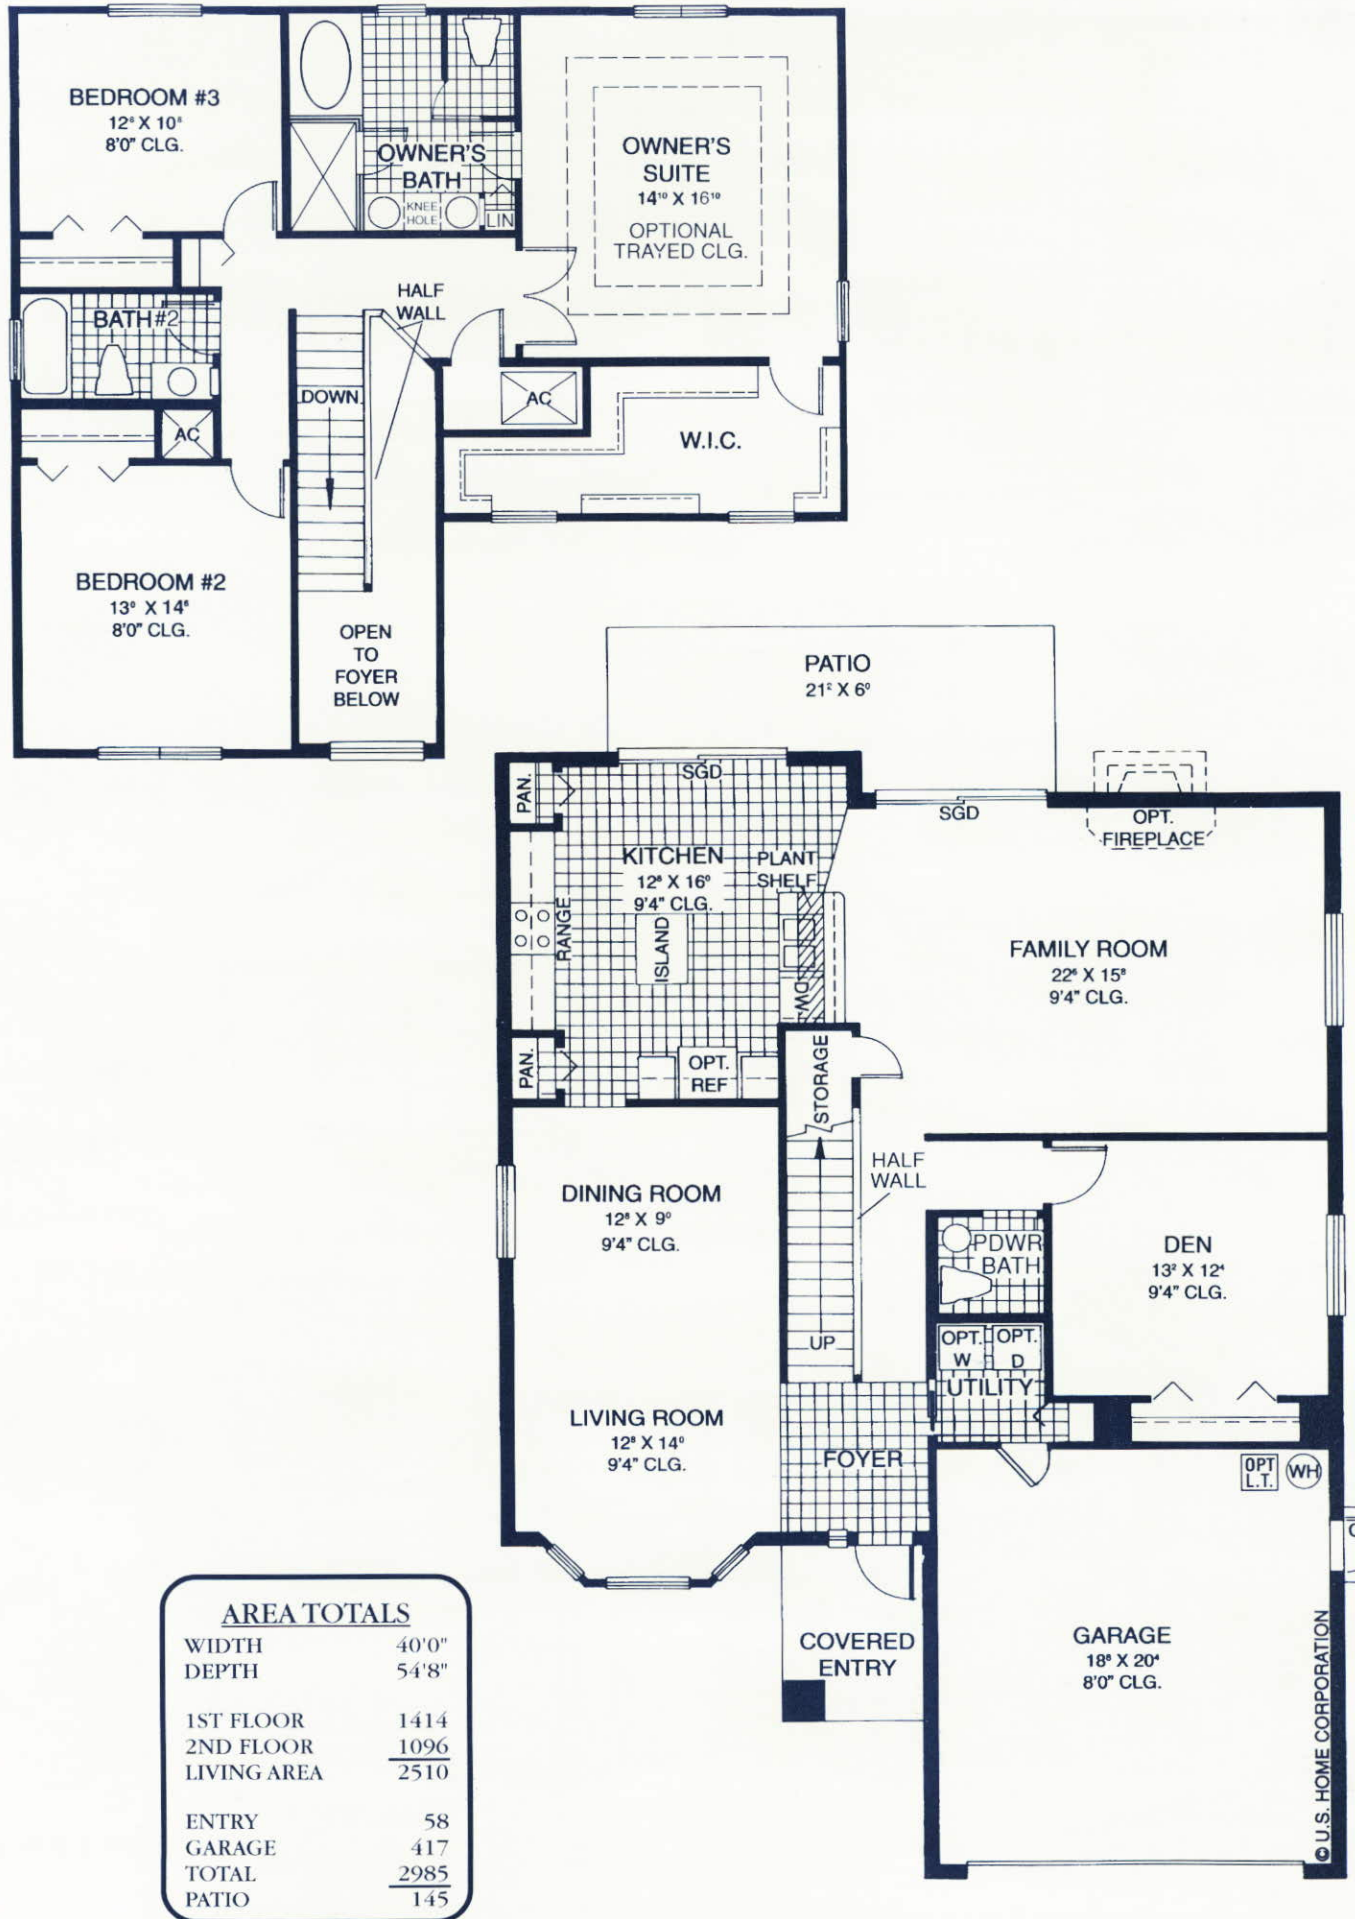 BEDROOM #3
12⁸ X 10⁸
8'0" CLG.
OWNER'S
BATH
KNEE
HOLE
LIN
OWNER'S
SUITE
14¹⁰ X 16¹⁰
OPTIONAL
TRAYED CLG.
HALF
WALL
BATH #2
DOWN
AC
AC
W.I.C.
BEDROOM #2
13⁰ X 14⁶
8'0" CLG.
OPEN
TO
FOYER
BELOW
PATIO
21² X 6⁰
SGD
PAN.
SGD
OPT.
FIREPLACE
KITCHEN
12⁸ X 16⁰
9'4" CLG.
PLANT
SHELF
RANGE
ISLAND
DW
FAMILY ROOM
22⁶ X 15⁸
9'4" CLG.
PAN.
OPT.
REF
STORAGE
HALF
WALL
DINING ROOM
12⁸ X 9⁰
9'4" CLG.
PDWR
BATH
DEN
13² X 12⁴
9'4" CLG.
UP
OPT.
W
OPT.
D
UTILITY
LIVING ROOM
12⁸ X 14⁰
9'4" CLG.
FOYER
OPT
L.T.
WH
COVERED
ENTRY
GARAGE
18⁸ X 20⁴
8'0" CLG.
© U.S. HOME CORPORATION
AREA TOTALS
WIDTH 40'0"
DEPTH 54'8"
1ST FLOOR 1414
2ND FLOOR 1096
LIVING AREA 2510
ENTRY 58
GARAGE 417
TOTAL 2985
PATIO 145